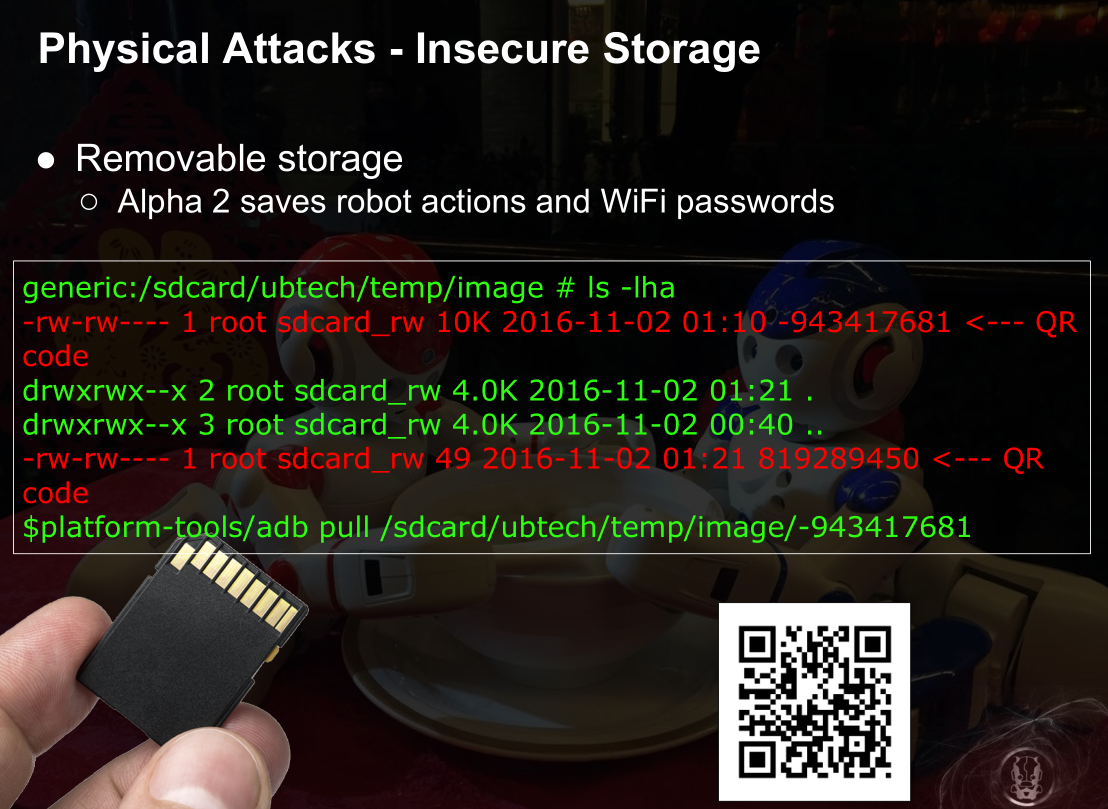 Physical Attacks - Insecure Storage
● Removable storage
○ Alpha 2 saves robot actions and WiFi passwords
generic:/sdcard/ubtech/temp/image # ls -lha
-rw-rw---- 1 root sdcard_rw 10K 2016-11-02 01:10 -943417681 <--- QR
code
drwxrwx--x 2 root sdcard_rw 4.0K 2016-11-02 01:21 .
drwxrwx--x 3 root sdcard_rw 4.0K 2016-11-02 00:40 ..
-rw-rw---- 1 root sdcard_rw 49 2016-11-02 01:21 819289450 <--- QR
code
$platform-tools/adb pull /sdcard/ubtech/temp/image/-943417681